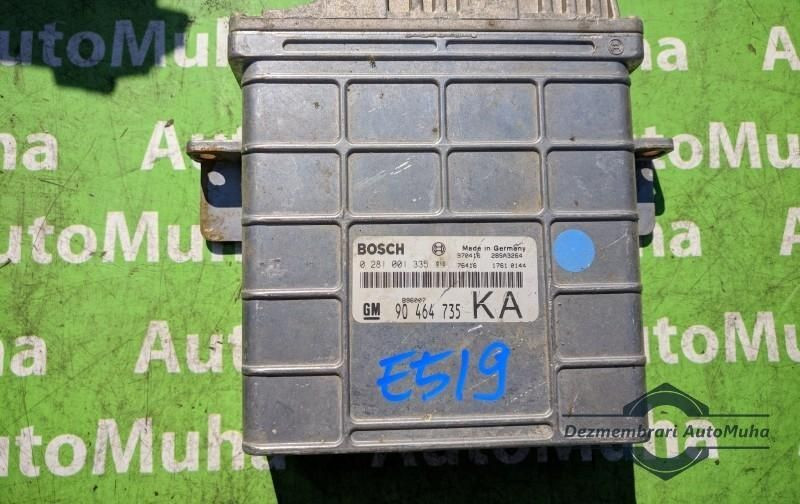 BOSCH Made in Germany
970416 28SA3264
0 281 001 335
76416 1761 0144
B96007
GM 90 464 735 KA
E519
Dezmembrari AutoMuha
AutoMuha